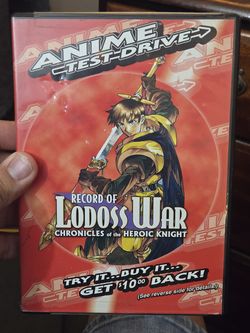 ANIME
TEST-DRIVE
RECORD OF
LODOSS WAR
CHRONICLES of the HEROIC KNIGHT
TRY IT...BUY IT...
GET $10.00 BACK!
(See reverse side for details.)